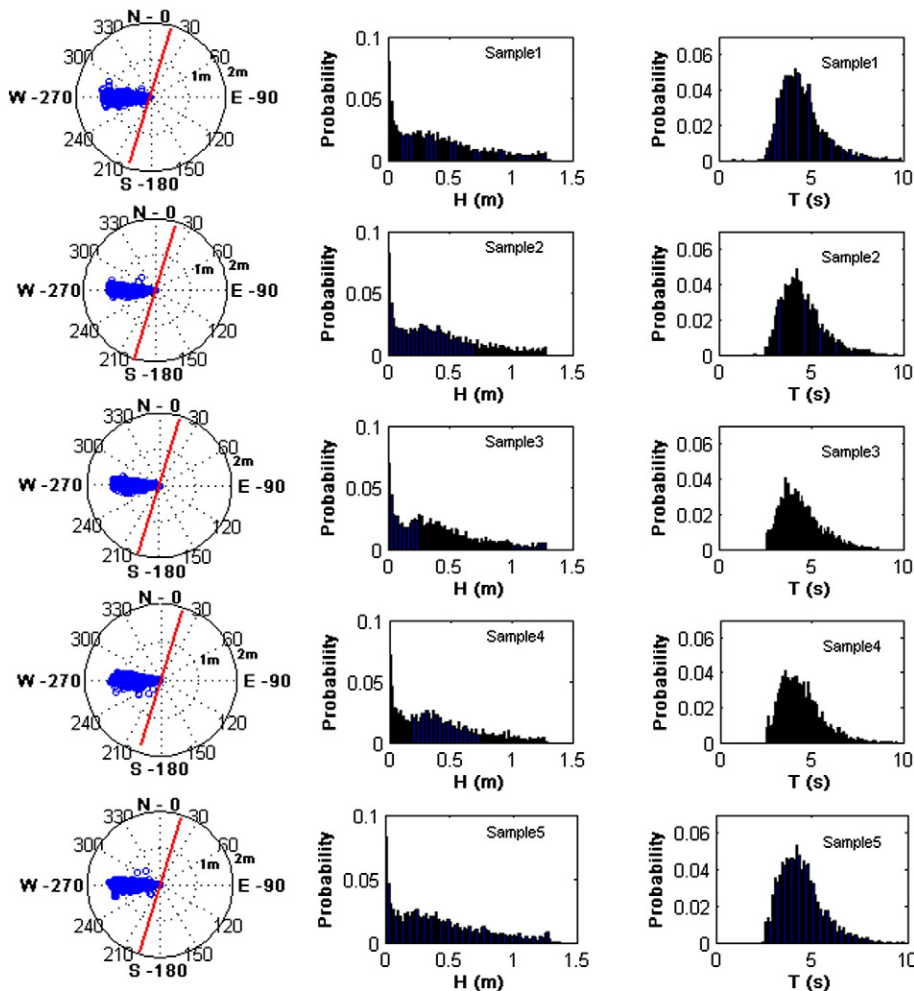 N - 0
330 30
300 60
1m 2m
W -270 E -90
240 120
210 150
S -180
0.1
0.05
0
Probability
Sample1
0 0.5 1 1.5
H (m)
0.06
0.04
0.02
0
Probability
Sample1
0 5 10
T (s)
N - 0
330 30
300 60
1m 2m
W -270 E -90
240 120
210 150
S -180
0.1
0.05
0
Probability
Sample2
0 0.5 1 1.5
H (m)
0.06
0.04
0.02
0
Probability
Sample2
0 5 10
T (s)
N - 0
330 30
300 60
1m 2m
W -270 E -90
240 120
210 150
S -180
0.1
0.05
0
Probability
Sample3
0 0.5 1 1.5
H (m)
0.06
0.04
0.02
0
Probability
Sample3
0 5 10
T (s)
N - 0
330 30
300 60
1m 2m
W -270 E -90
240 120
210 150
S -180
0.1
0.05
0
Probability
Sample4
0 0.5 1 1.5
H (m)
0.06
0.04
0.02
0
Probability
Sample4
0 5 10
T (s)
N - 0
330 30
300 60
1m 2m
W -270 E -90
240 120
210 150
S -180
0.1
0.05
0
Probability
Sample5
0 0.5 1 1.5
H (m)
0.06
0.04
0.02
0
Probability
Sample5
0 5 10
T (s)